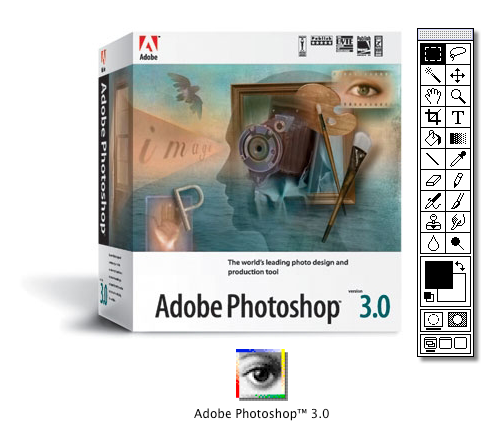 Adobe
Adobe Photoshop
3.0
image
P
The world's leading photo design and
production tool
version
Adobe Photoshop™ 3.0
T
Adobe Photoshop™ 3.0